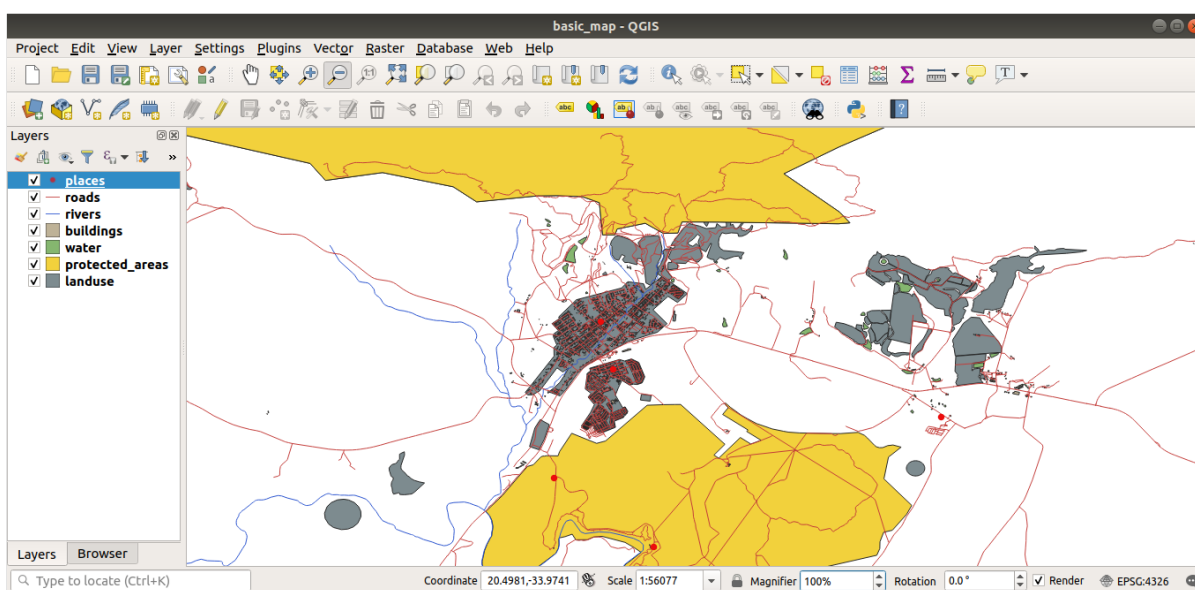 basic_map - QGIS
Project Edit View Layer Settings Plugins Vector Raster Database Web Help
Layers
places
roads
rivers
buildings
water
protected_areas
landuse
Layers Browser
Type to locate (Ctrl+K) Coordinate 20.4981,-33.9741 Scale 1:56077 Magnifier 100% Rotation 0.0° Render EPSG:4326